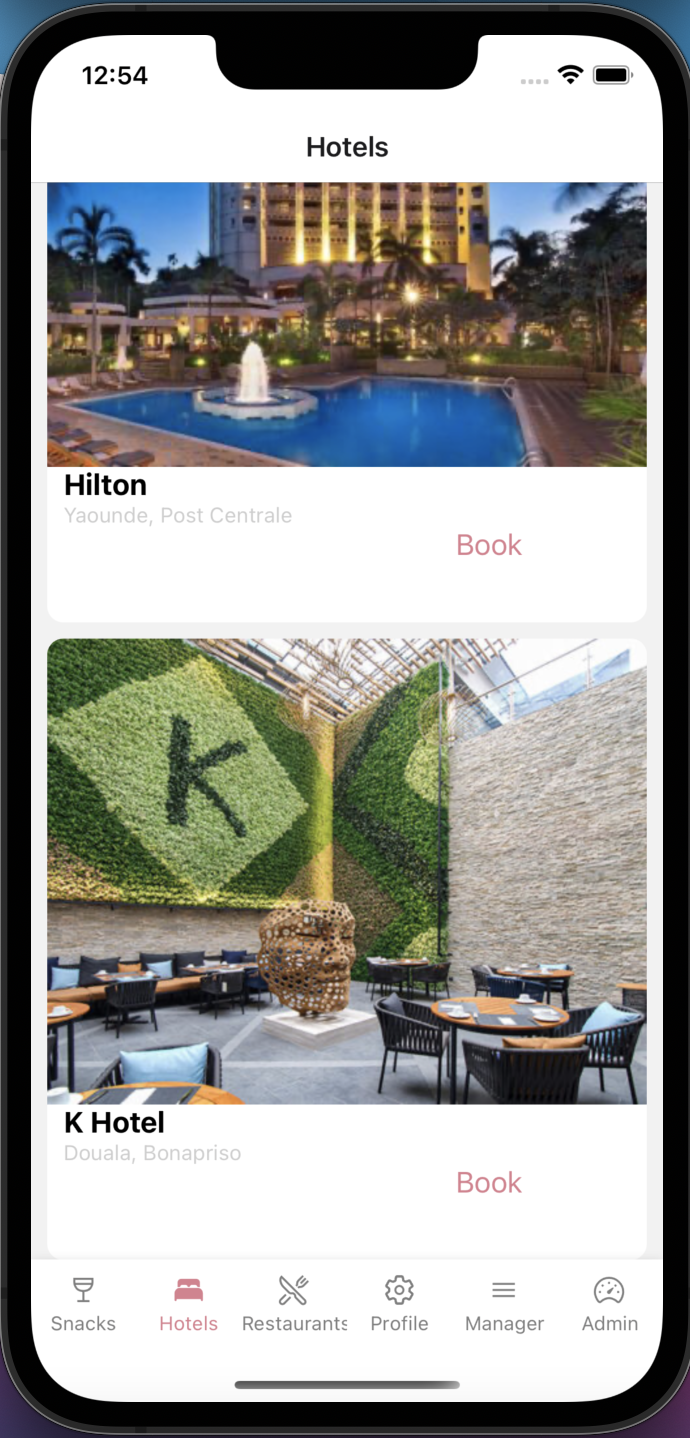 12:54
Hotels
Hilton
Yaounde, Post Centrale
Book
K
K Hotel
Douala, Bonapriso
Book
Snacks
Hotels
Restaurants
Profile
Manager
Admin